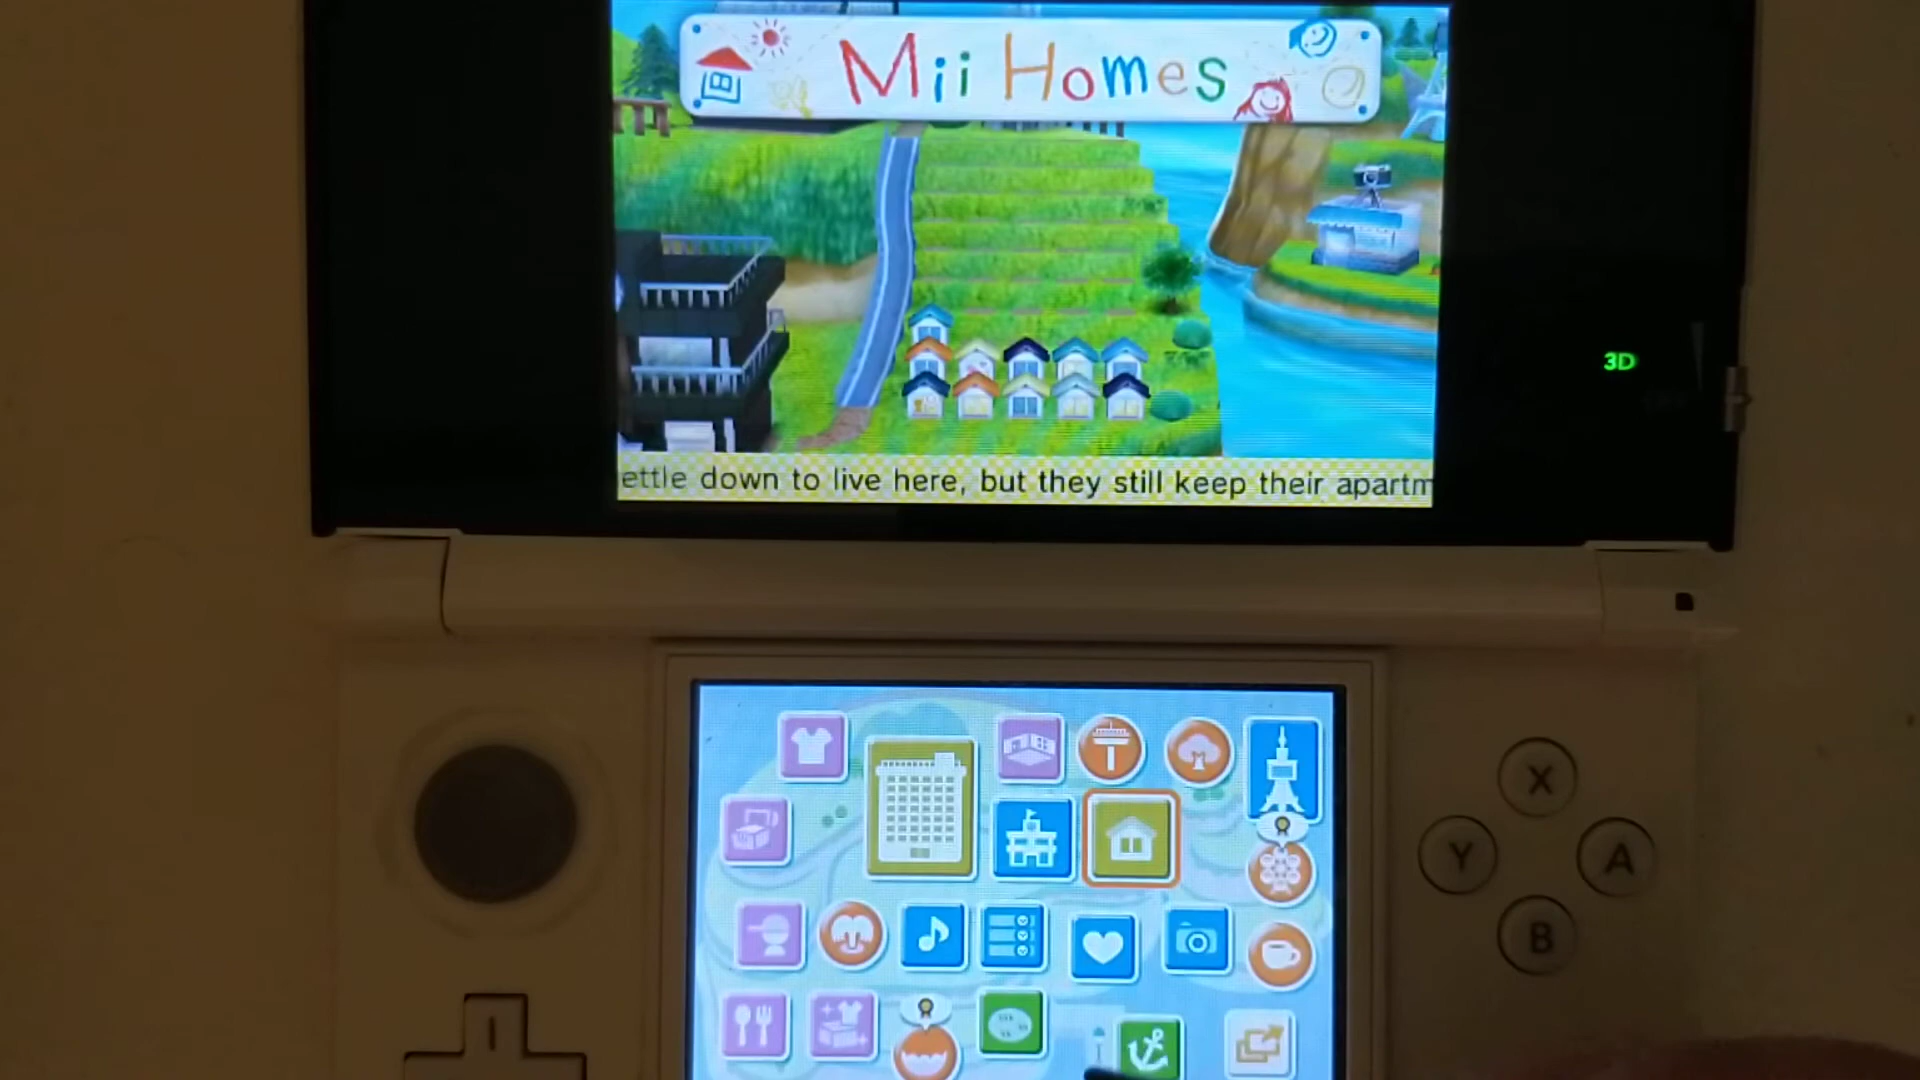 Mii Homes
ettle down to live here, but they still keep their apartm
3D
X
Y
A
B